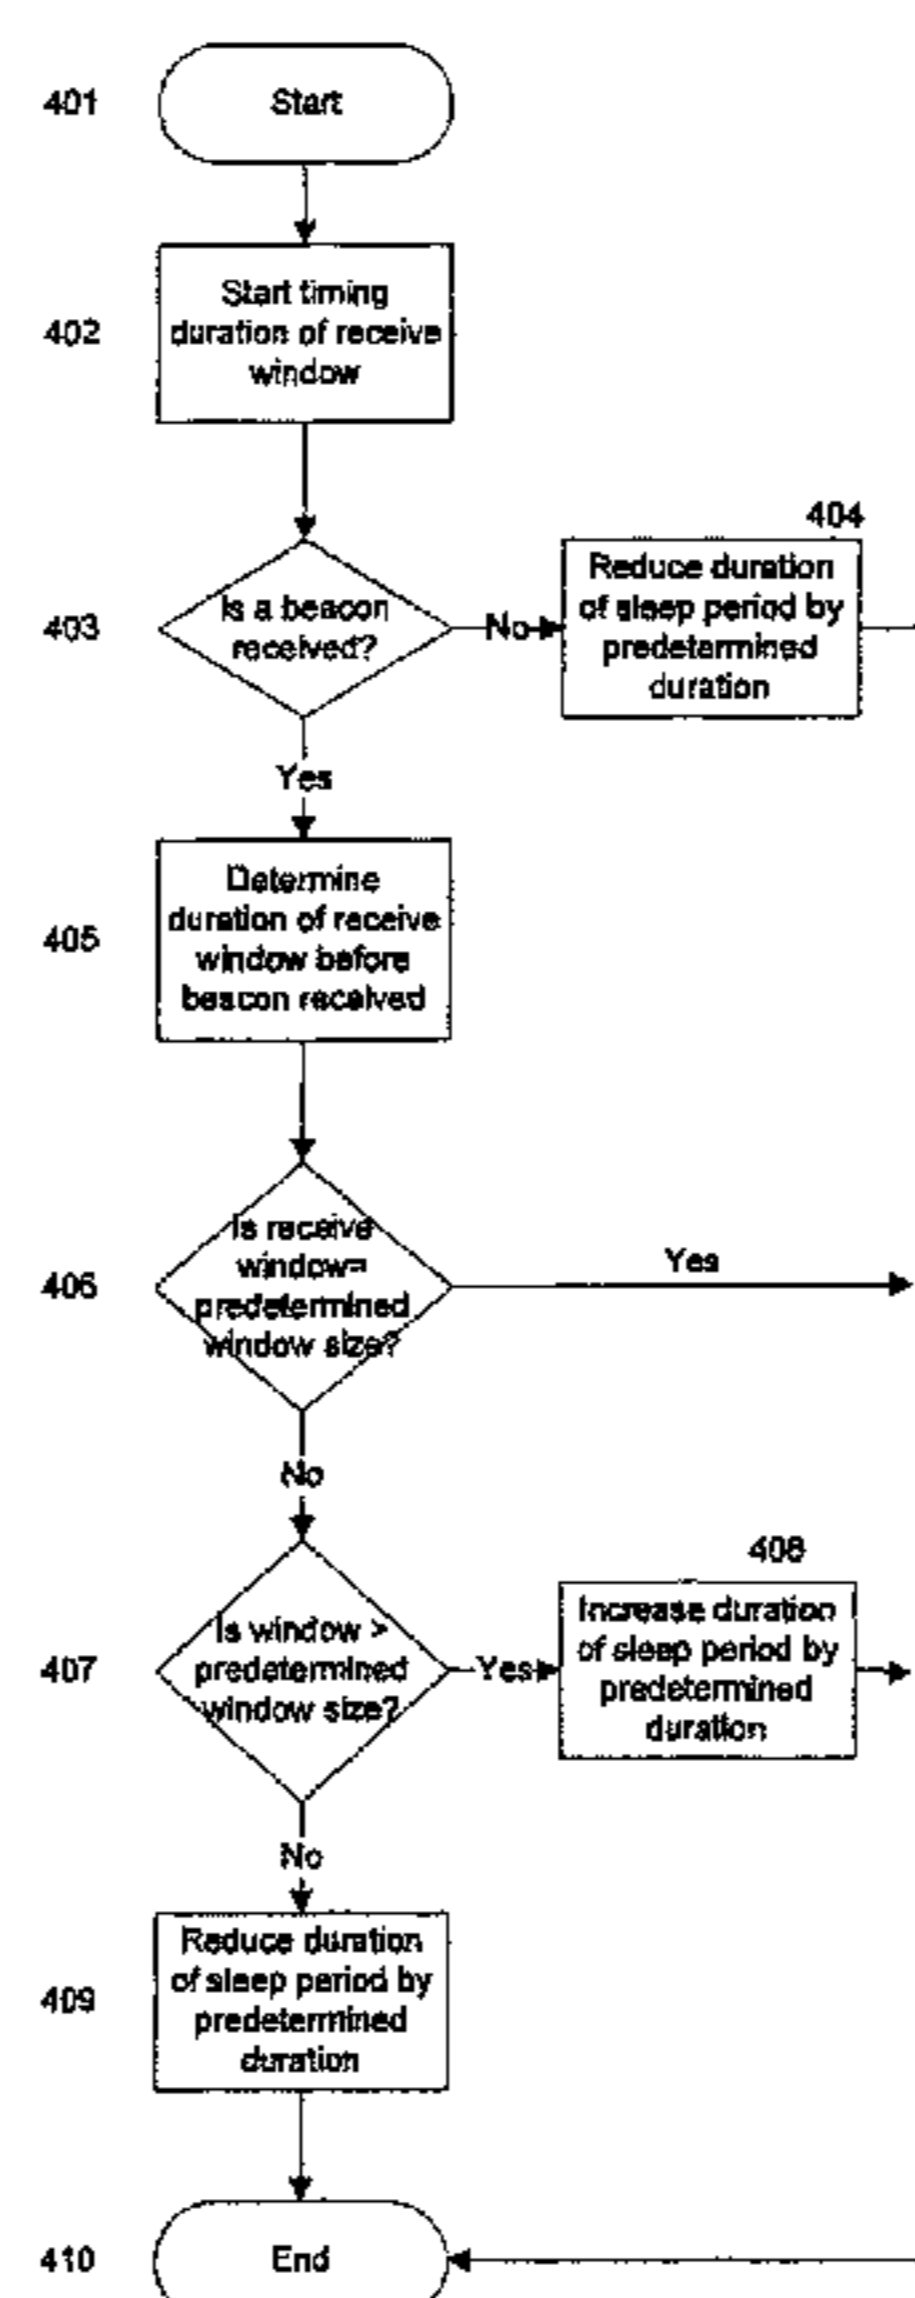 401
Start
402
Start timing
duration of receive
window
403
Is a beacon
received?
No
404
Reduce duration
of sleep period by
predetermined
duration
Yes
405
Determine
duration of receive
window before
beacon received
406
Is receive
window=
predetermined
window size?
Yes
No
407
Is window >
predetermined
window size?
Yes
408
Increase duration
of sleep period by
predetermined
duration
No
409
Reduce duration
of sleep period by
predetermined
duration
410
End